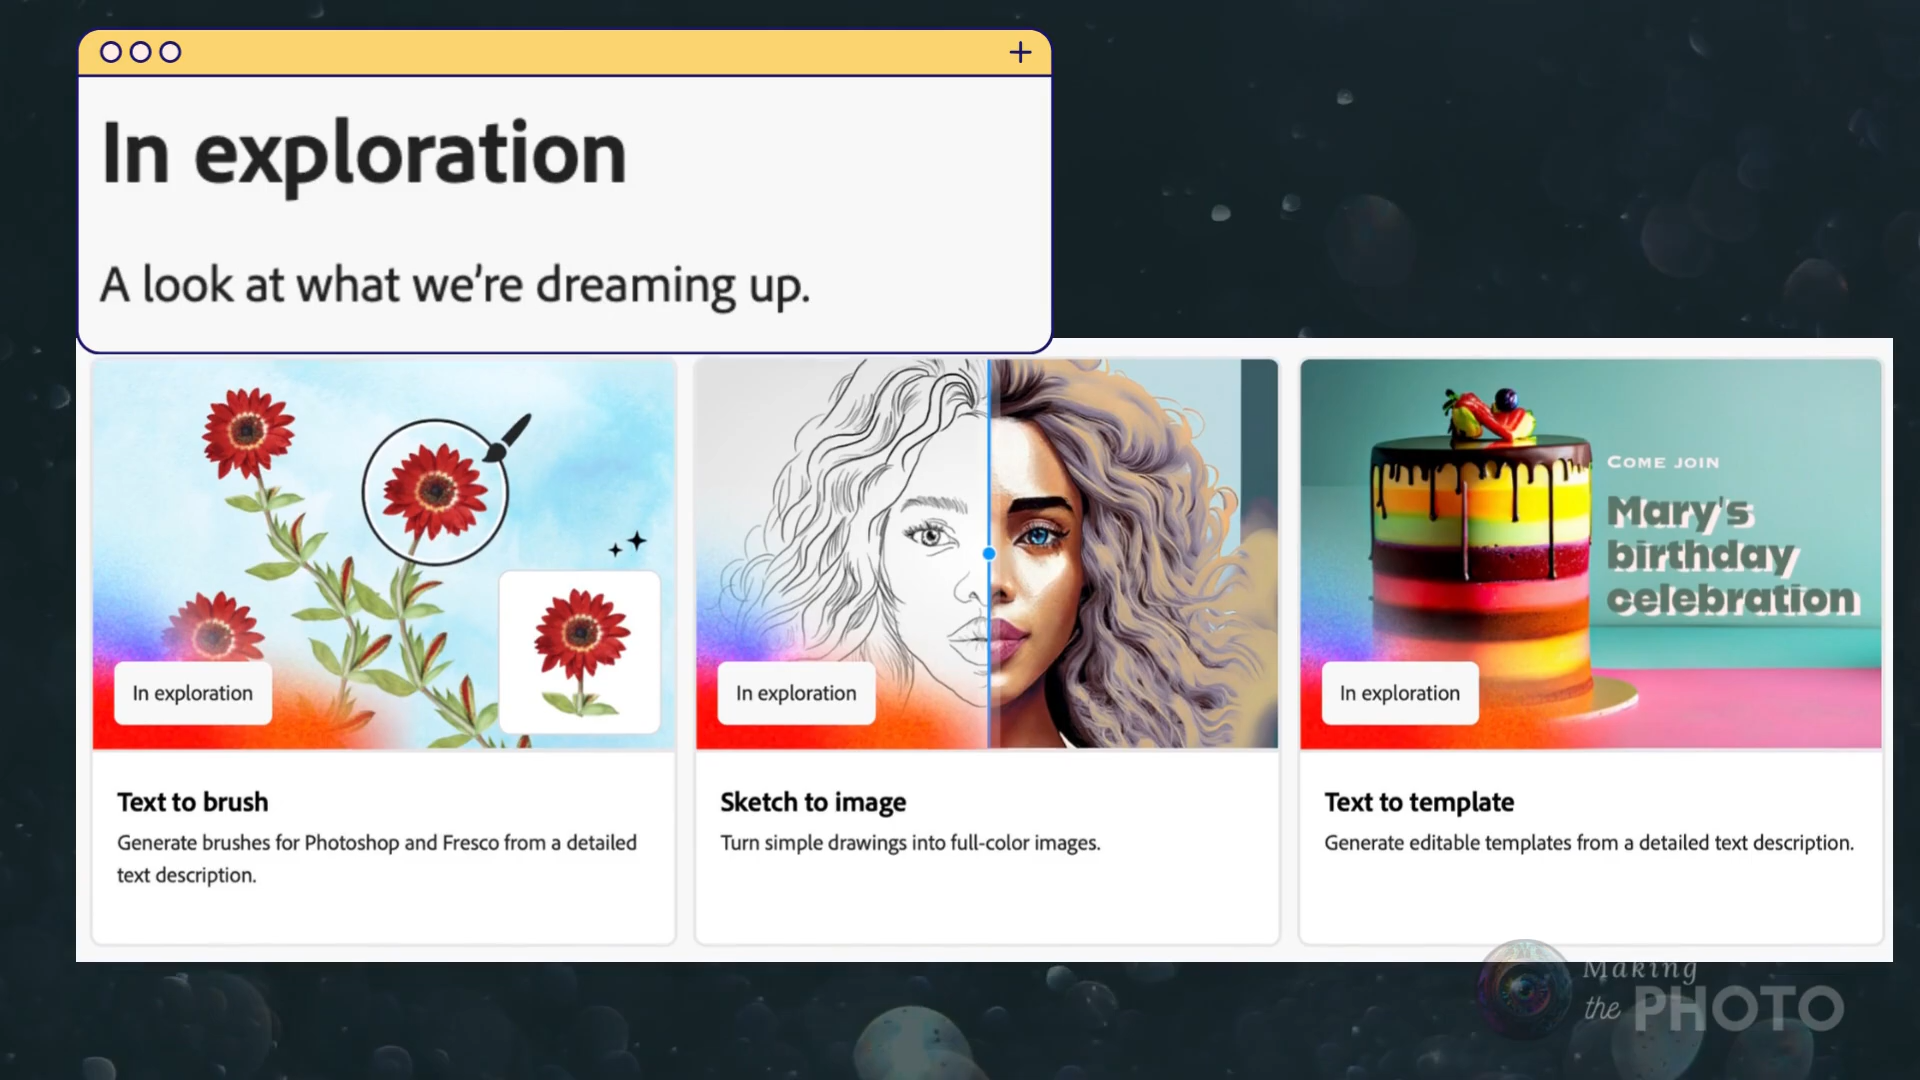 In exploration
A look at what we're dreaming up.
In exploration
Text to brush
Generate brushes for Photoshop and Fresco from a detailed
text description.
In exploration
Sketch to image
Turn simple drawings into full-color images.
COME JOIN
Mary's
birthday
celebration
In exploration
Text to template
Generate editable templates from a detailed text description.
Making
the PHOTO